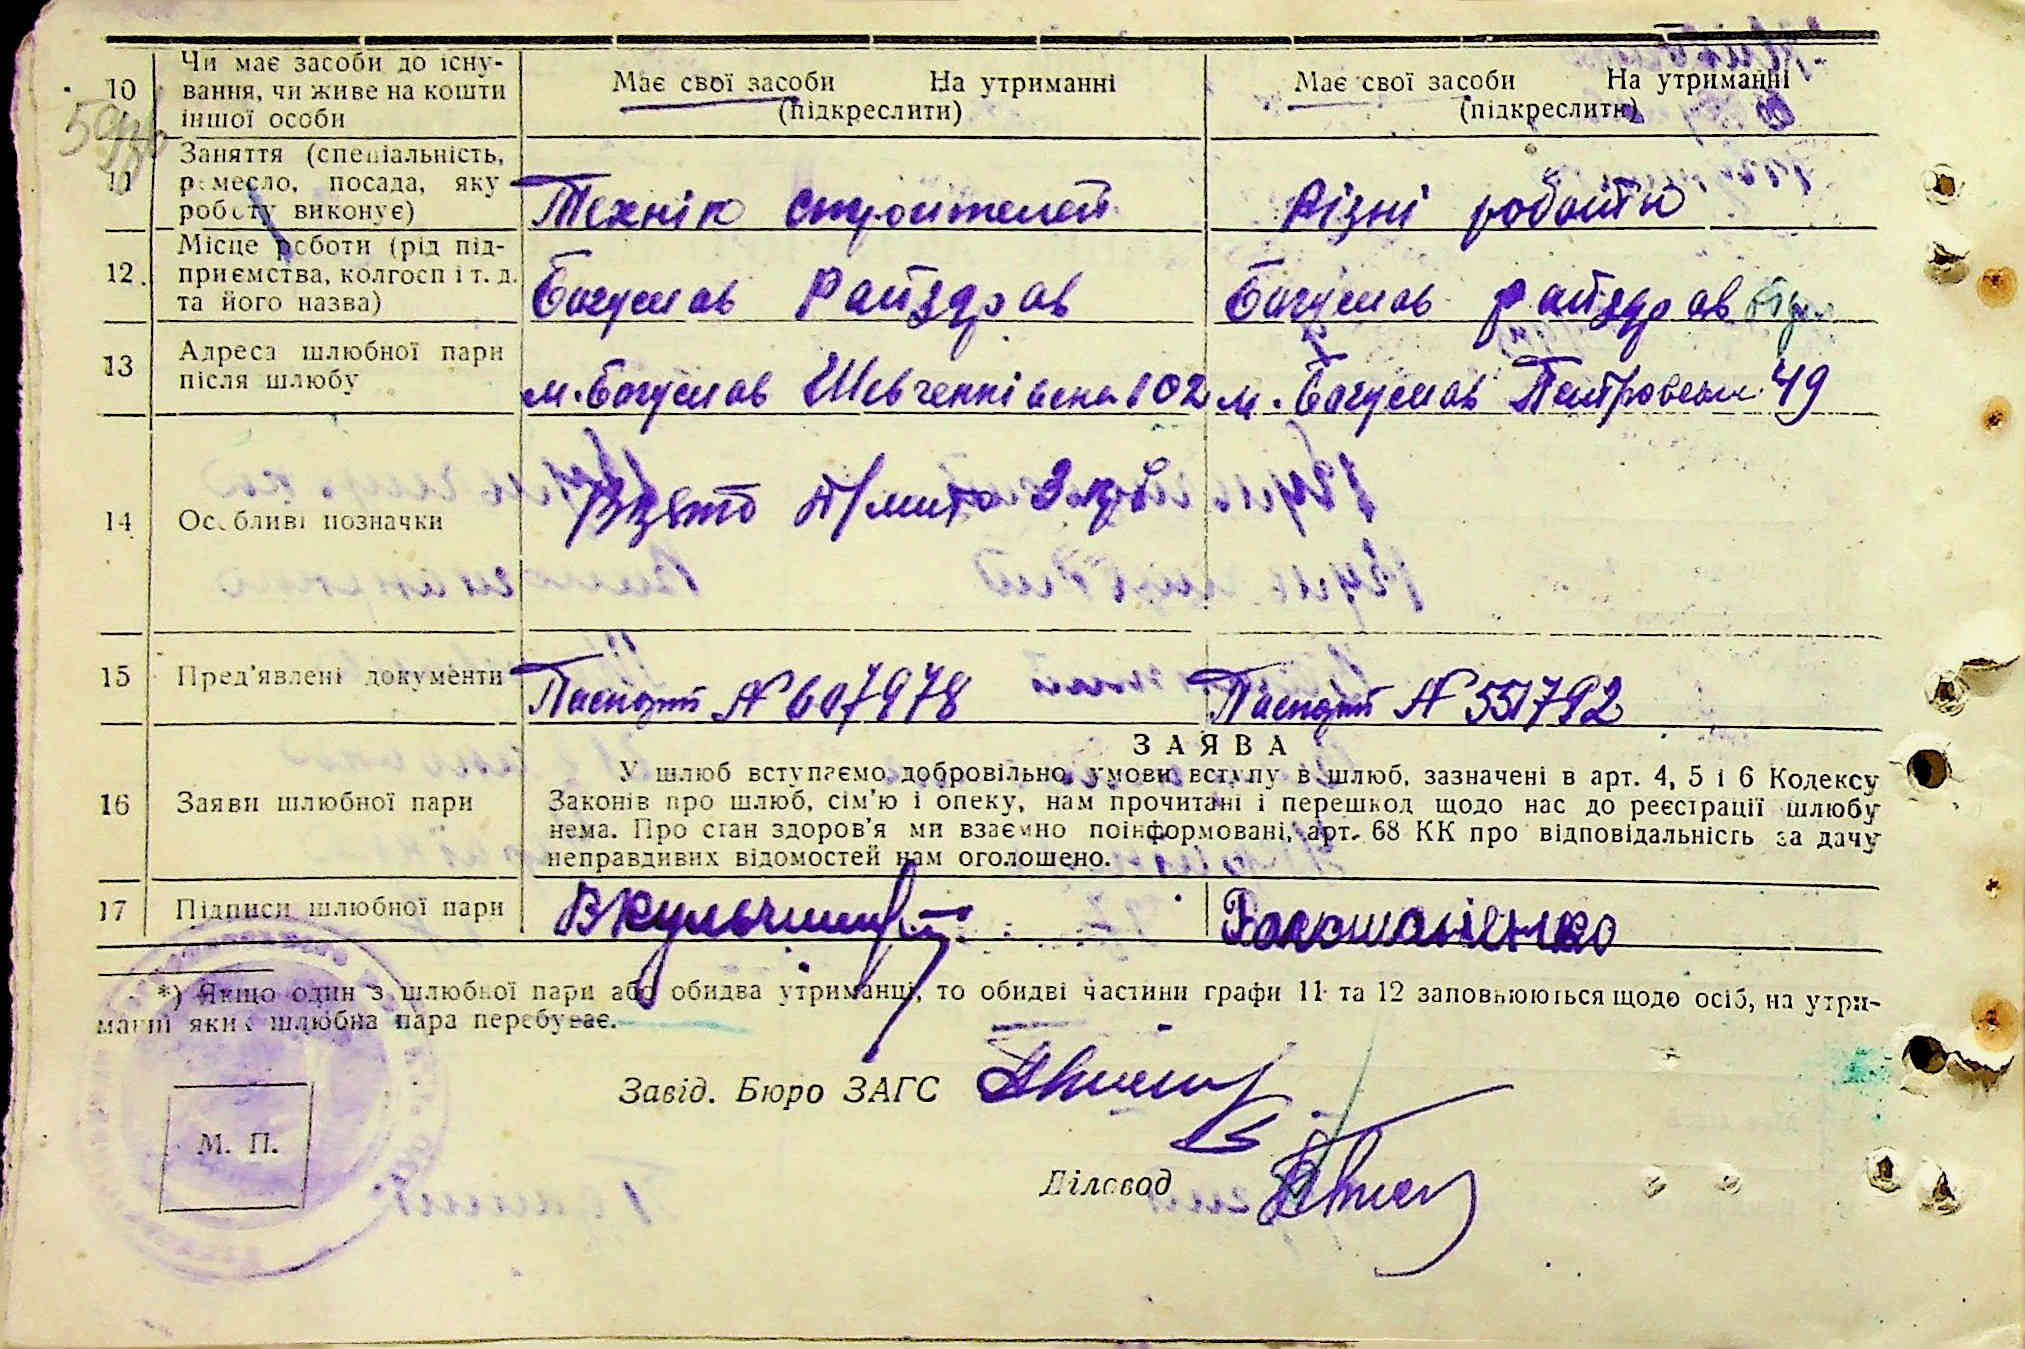 10
Чи має засоби до існу-
вання, чи живе на кошти
іншої особи
Має свої засоби На утриманні
(підкреслити)
Має свої засоби На утриманні
(підкреслити)
11
Заняття (спеціальність,
ремесло, посада, яку
роботу виконує)
Технік строителей
Різні роботи
12.
Місце роботи (рід під-
приємства, колгосп і т. д.
та його назва)
Богуслав Райздрав
Богуслав райздрав
13
Адреса шлюбної пари
після шлюбу
м. Богуслав Шевченківська 102
м. Богуслав 49
14
Особливі позначки
15
Пред'явлені документи
Паспорт № 607978
Паспорт № 551792
16
Заяви шлюбної пари
ЗАЯВА
У шлюб вступаємо добровільно, умови вступу в шлюб, зазначені в арт. 4, 5 і 6 Кодексу
Законів про шлюб, сім'ю і опеку, нам прочитані і перешкод щодо нас до реєстрації шлюбу
нема. Про стан здоров'я ми взаємно поінформовані, арт. 68 КК про відповідальність за дачу
неправдивих відомостей нам оголошено.
17
Підписи шлюбної пари
*) Якщо один з шлюбної пари або обидва утриманці, то обидві частини графи 11 та 12 заповнюються щодо осіб, на утри-
манні яких шлюбна пара перебуває.
Завід. Бюро ЗАГС
М. П.
Діловод